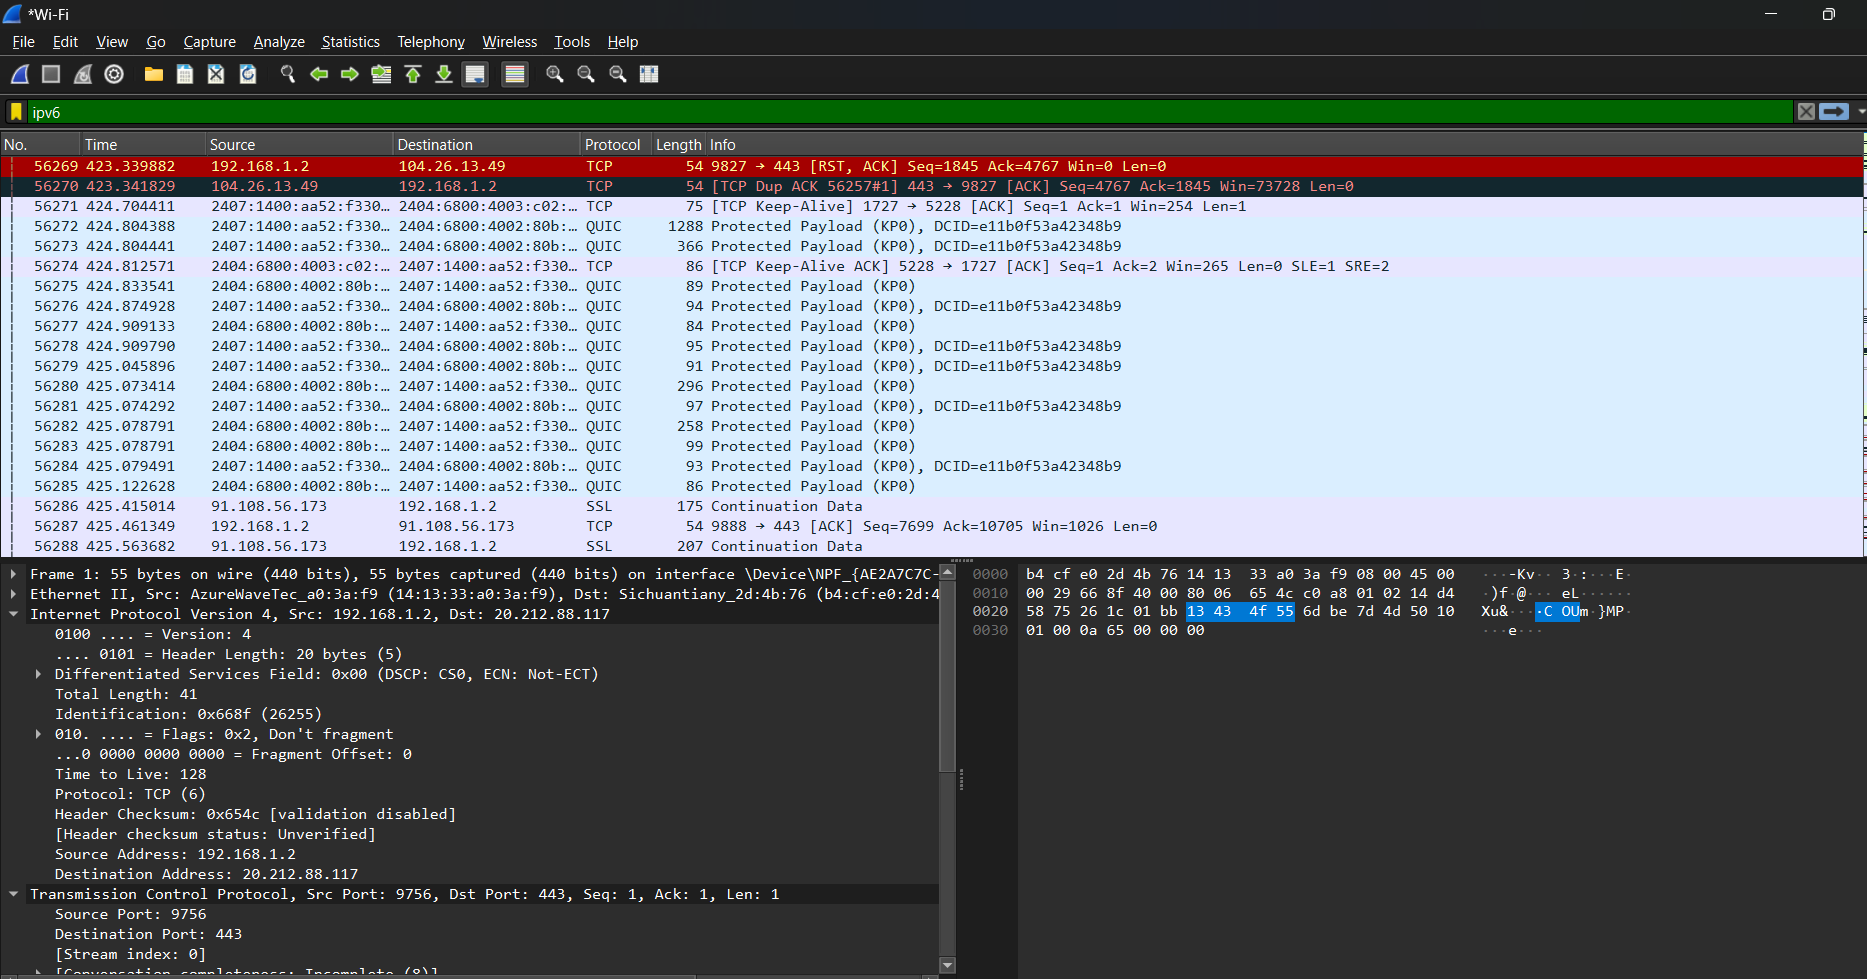 *Wi-Fi
File Edit View Go Capture Analyze Statistics Telephony Wireless Tools Help
ipv6
No. Time Source Destination Protocol Length Info
56269 423.339882 192.168.1.2 104.26.13.49 TCP 54 9827 → 443 [RST, ACK] Seq=1845 Ack=4767 Win=0 Len=0
56270 423.341829 104.26.13.49 192.168.1.2 TCP 54 [TCP Dup ACK 56257#1] 443 → 9827 [ACK] Seq=4767 Ack=1845 Win=73728 Len=0
56271 424.704411 2407:1400:aa52:f330… 2404:6800:4003:c02:… TCP 75 [TCP Keep-Alive] 1727 → 5228 [ACK] Seq=1 Ack=1 Win=254 Len=1
56272 424.804388 2407:1400:aa52:f330… 2404:6800:4002:80b:… QUIC 1288 Protected Payload (KP0), DCID=e11b0f53a42348b9
56273 424.804441 2407:1400:aa52:f330… 2404:6800:4002:80b:… QUIC 366 Protected Payload (KP0), DCID=e11b0f53a42348b9
56274 424.812571 2404:6800:4003:c02:… 2407:1400:aa52:f330… TCP 86 [TCP Keep-Alive ACK] 5228 → 1727 [ACK] Seq=1 Ack=2 Win=265 Len=0 SLE=1 SRE=2
56275 424.833541 2404:6800:4002:80b:… 2407:1400:aa52:f330… QUIC 89 Protected Payload (KP0)
56276 424.874928 2407:1400:aa52:f330… 2404:6800:4002:80b:… QUIC 94 Protected Payload (KP0), DCID=e11b0f53a42348b9
56277 424.909133 2404:6800:4002:80b:… 2407:1400:aa52:f330… QUIC 84 Protected Payload (KP0)
56278 424.909790 2407:1400:aa52:f330… 2404:6800:4002:80b:… QUIC 95 Protected Payload (KP0), DCID=e11b0f53a42348b9
56279 425.045896 2407:1400:aa52:f330… 2404:6800:4002:80b:… QUIC 91 Protected Payload (KP0), DCID=e11b0f53a42348b9
56280 425.073414 2404:6800:4002:80b:… 2407:1400:aa52:f330… QUIC 296 Protected Payload (KP0)
56281 425.074292 2407:1400:aa52:f330… 2404:6800:4002:80b:… QUIC 97 Protected Payload (KP0), DCID=e11b0f53a42348b9
56282 425.078791 2404:6800:4002:80b:… 2407:1400:aa52:f330… QUIC 258 Protected Payload (KP0)
56283 425.078791 2404:6800:4002:80b:… 2407:1400:aa52:f330… QUIC 99 Protected Payload (KP0)
56284 425.079491 2407:1400:aa52:f330… 2404:6800:4002:80b:… QUIC 93 Protected Payload (KP0), DCID=e11b0f53a42348b9
56285 425.122628 2404:6800:4002:80b:… 2407:1400:aa52:f330… QUIC 86 Protected Payload (KP0)
56286 425.415014 91.108.56.173 192.168.1.2 SSL 175 Continuation Data
56287 425.461349 192.168.1.2 91.108.56.173 TCP 54 9888 → 443 [ACK] Seq=7699 Ack=10705 Win=1026 Len=0
56288 425.563682 91.108.56.173 192.168.1.2 SSL 207 Continuation Data
Frame 1: 55 bytes on wire (440 bits), 55 bytes captured (440 bits) on interface \Device\NPF_{AE2A7C7C-
Ethernet II, Src: AzureWaveTec_a0:3a:f9 (14:13:33:a0:3a:f9), Dst: Sichuantiany_2d:4b:76 (b4:cf:e0:2d:4
Internet Protocol Version 4, Src: 192.168.1.2, Dst: 20.212.88.117
0100 .... = Version: 4
.... 0101 = Header Length: 20 bytes (5)
Differentiated Services Field: 0x00 (DSCP: CS0, ECN: Not-ECT)
Total Length: 41
Identification: 0x668f (26255)
010. .... = Flags: 0x2, Don't fragment
...0 0000 0000 0000 = Fragment Offset: 0
Time to Live: 128
Protocol: TCP (6)
Header Checksum: 0x654c [validation disabled]
[Header checksum status: Unverified]
Source Address: 192.168.1.2
Destination Address: 20.212.88.117
Transmission Control Protocol, Src Port: 9756, Dst Port: 443, Seq: 1, Ack: 1, Len: 1
Source Port: 9756
Destination Port: 443
[Stream index: 0]
[Conversation completeness: Incomplete (8)]
0000 b4 cf e0 2d 4b 76 14 13 33 a0 3a f9 08 00 45 00 ···-Kv·· 3·:···E·
0010 00 29 66 8f 40 00 80 06 65 4c c0 a8 01 02 14 d4 ·)f·@··· eL······
0020 58 75 26 1c 01 bb 13 43 4f 55 6d be 7d 4d 50 10 Xu&····C OUm·}MP·
0030 01 00 0a 65 00 00 00 ···e···